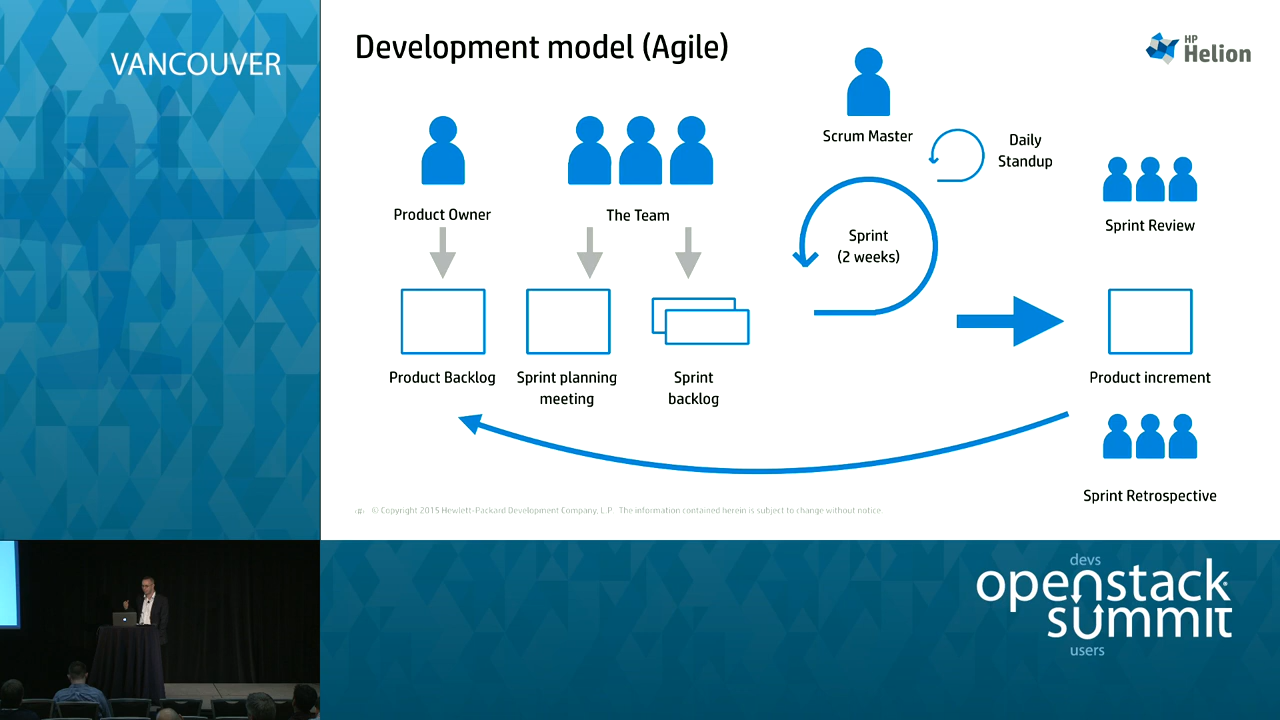 VANCOUVER
Development model (Agile)
HP
Helion
Scrum Master
Daily
Standup
Product Owner
The Team
Sprint
(2 weeks)
Sprint Review
Product Backlog
Sprint planning
meeting
Sprint
backlog
Product increment
Sprint Retrospective
© Copyright 2015 Hewlett-Packard Development Company, L.P. The information contained herein is subject to change without notice.
devs
openstack
summit
users